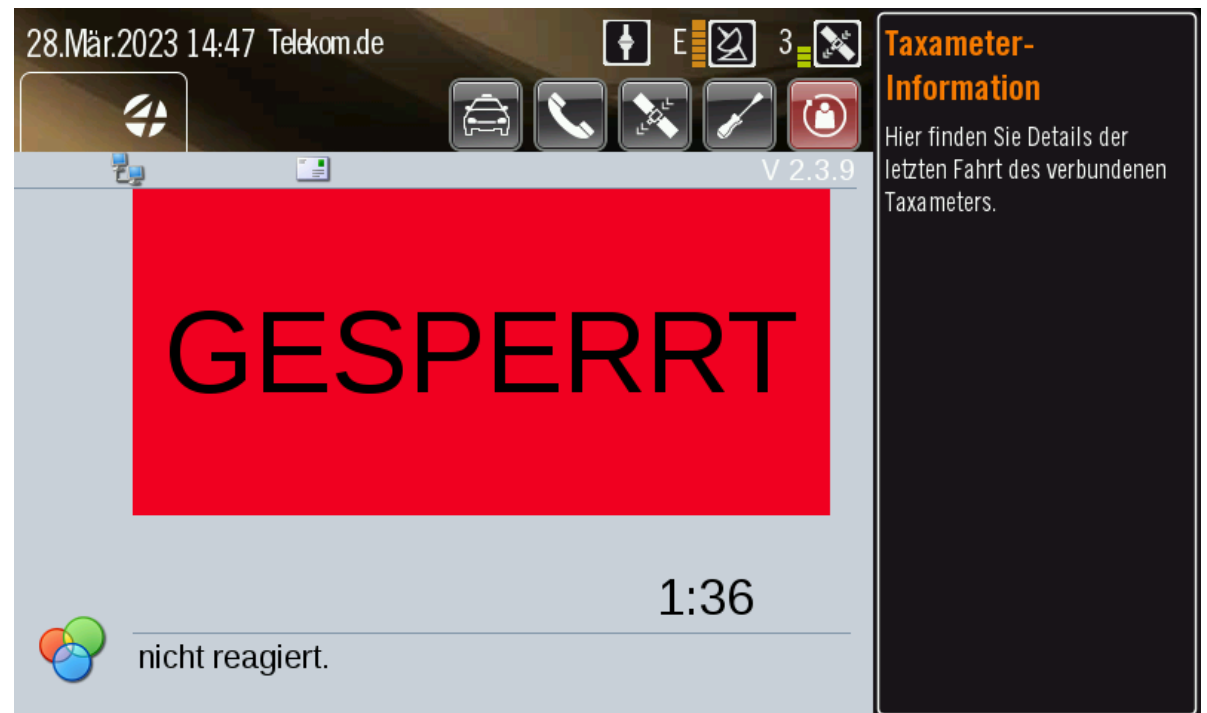 28.Mär.2023 14:47 Telekom.de
E
3
V 2.3.9
GESPERRT
1:36
nicht reagiert.
Taxameter-
Information
Hier finden Sie Details der
letzten Fahrt des verbundenen
Taxameters.